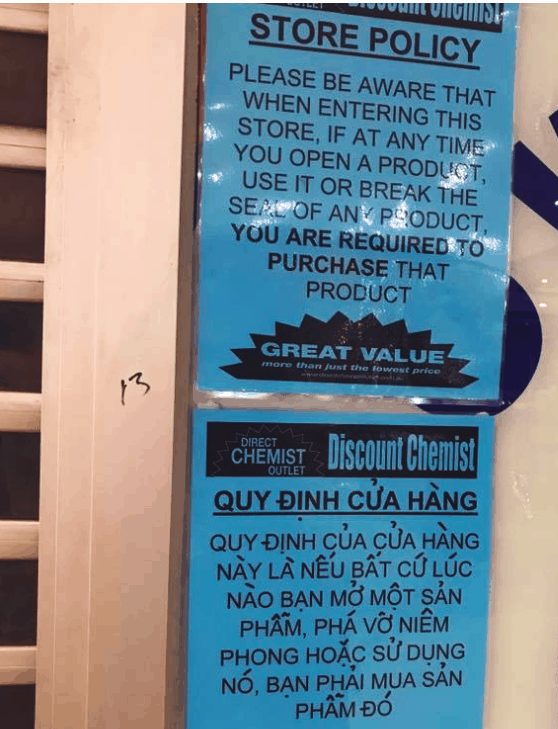 OUTLET Discount Chemist
STORE POLICY
PLEASE BE AWARE THAT
WHEN ENTERING THIS
STORE, IF AT ANY TIME
YOU OPEN A PRODUCT,
USE IT OR BREAK THE
SEAL OF ANY PRODUCT,
YOU ARE REQUIRED TO
PURCHASE THAT
PRODUCT
GREAT VALUE
more than just the lowest price
13
DIRECT
CHEMIST
OUTLET
Discount Chemist
QUY ĐỊNH CỬA HÀNG
QUY ĐỊNH CỦA CỬA HÀNG
NÀY LÀ NẾU BẤT CỨ LÚC
NÀO BẠN MỞ MỘT SẢN
PHẨM, PHÁ VỠ NIÊM
PHONG HOẶC SỬ DỤNG
NÓ, BẠN PHẢI MUA SẢN
PHẨM ĐÓ